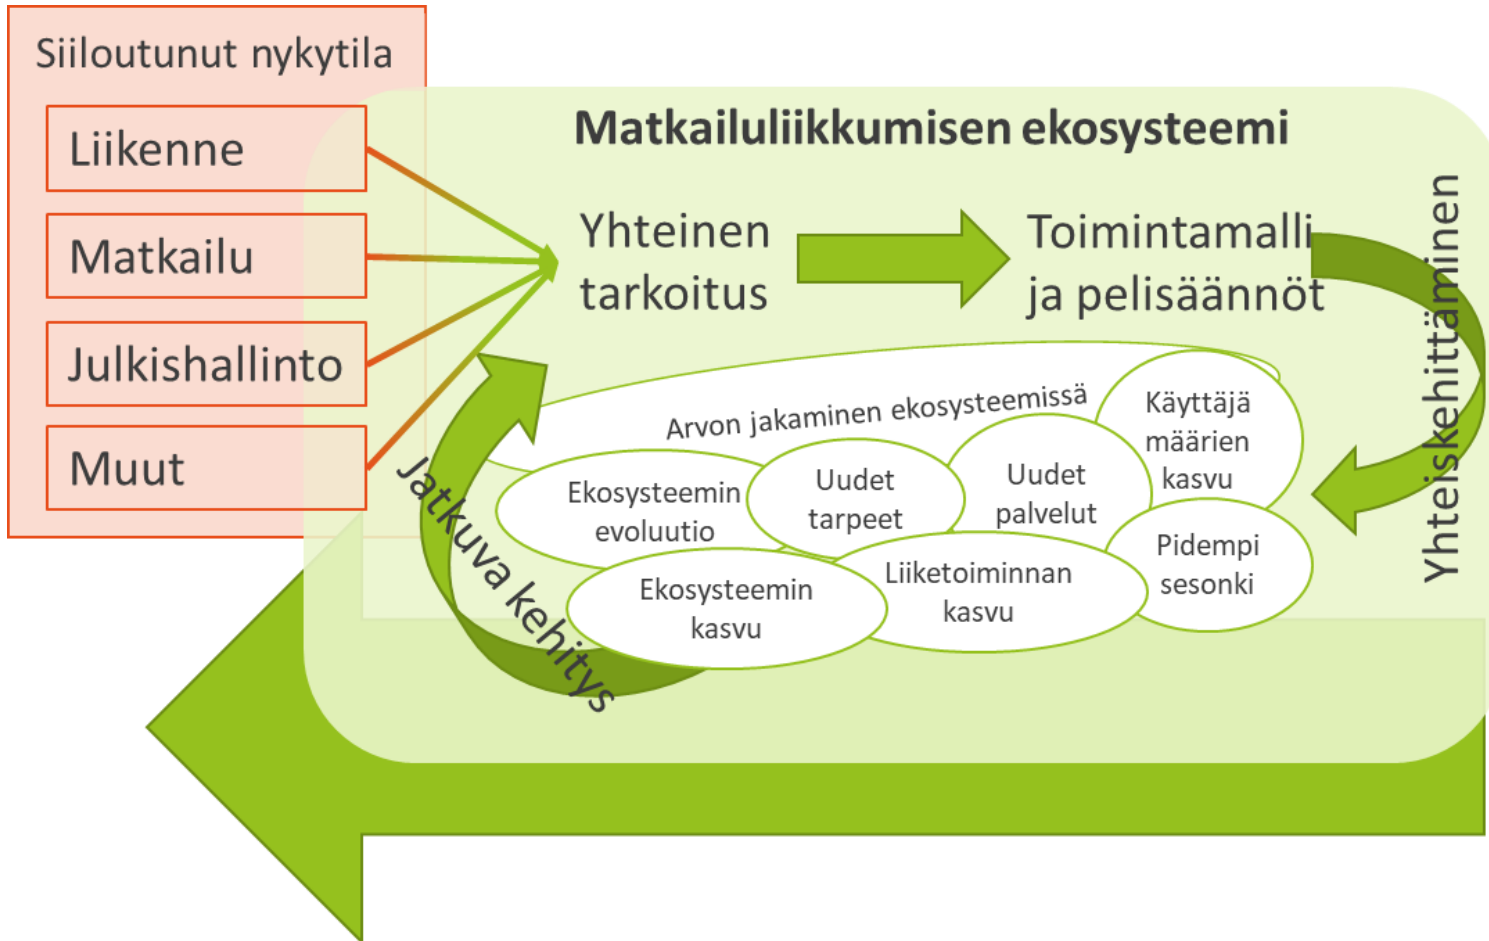 Siiloutunut nykytila
Liikenne
Matkailu
Julkishallinto
Muut
Matkailuliikkumisen ekosysteemi
Yhteinen
tarkoitus
Toimintamalli
ja pelisäännöt
Yhteiskehittäminen
Arvon jakaminen ekosysteemissä
Käyttäjä
määrien
kasvu
Ekosysteemin
evoluutio
Uudet
tarpeet
Uudet
palvelut
Pidempi
sesonki
Ekosysteemin
kasvu
Liiketoiminnan
kasvu
Jatkuva kehitys